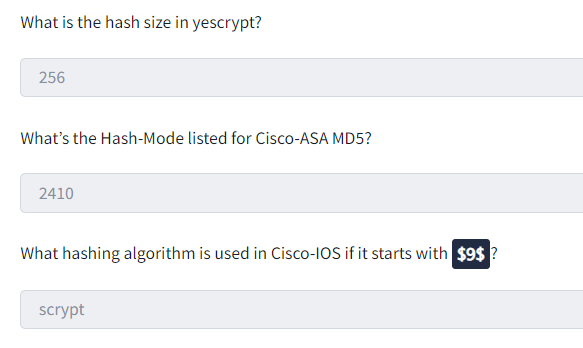 What is the hash size in yescrypt?
256
What’s the Hash-Mode listed for Cisco-ASA MD5?
2410
What hashing algorithm is used in Cisco-IOS if it starts with $9$ ?
scrypt